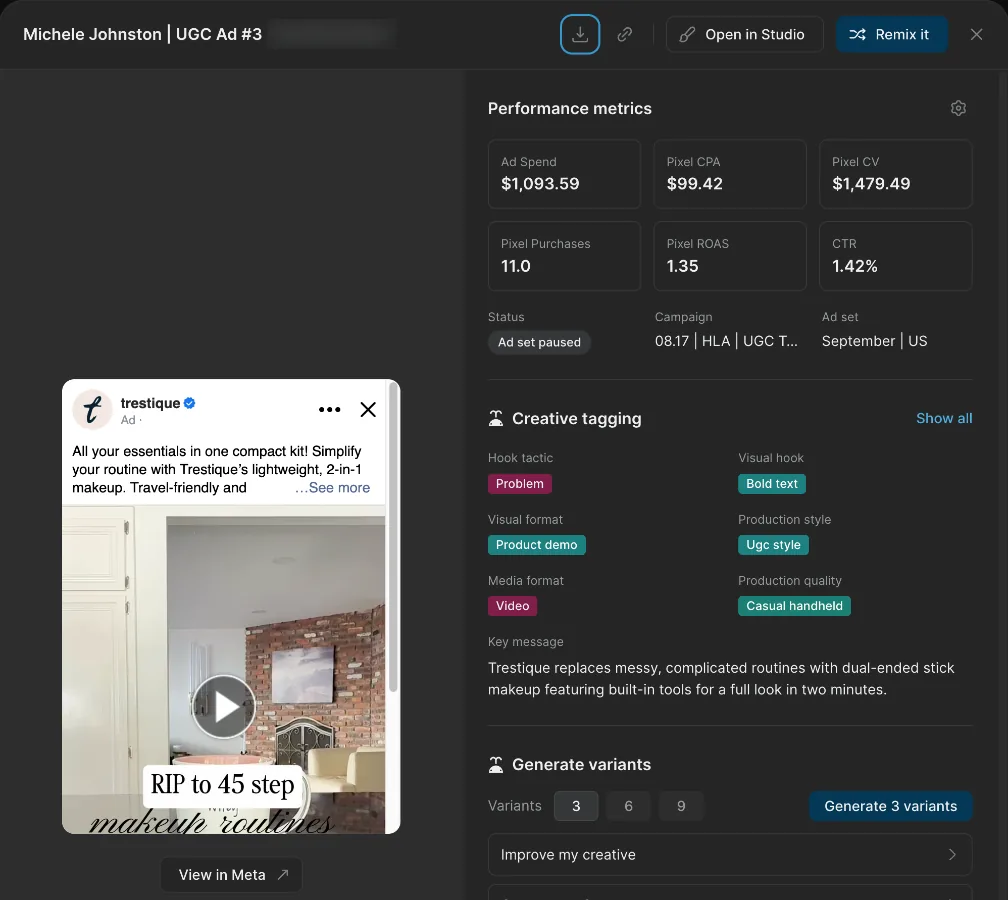 Michele Johnston | UGC Ad #3
Open in Studio
Remix it
trestique
Ad ·
All your essentials in one compact kit! Simplify
your routine with Trestique's lightweight, 2-in-1
makeup. Travel-friendly and ...See more
RIP to 45 step
makeup routines
View in Meta
Performance metrics
Ad Spend
$1,093.59
Pixel CPA
$99.42
Pixel CV
$1,479.49
Pixel Purchases
11.0
Pixel ROAS
1.35
CTR
1.42%
Status
Ad set paused
Campaign
08.17 | HLA | UGC T...
Ad set
September | US
Creative tagging
Show all
Hook tactic
Problem
Visual hook
Bold text
Visual format
Product demo
Production style
Ugc style
Media format
Video
Production quality
Casual handheld
Key message
Trestique replaces messy, complicated routines with dual-ended stick
makeup featuring built-in tools for a full look in two minutes.
Generate variants
Variants
3
6
9
Generate 3 variants
Improve my creative